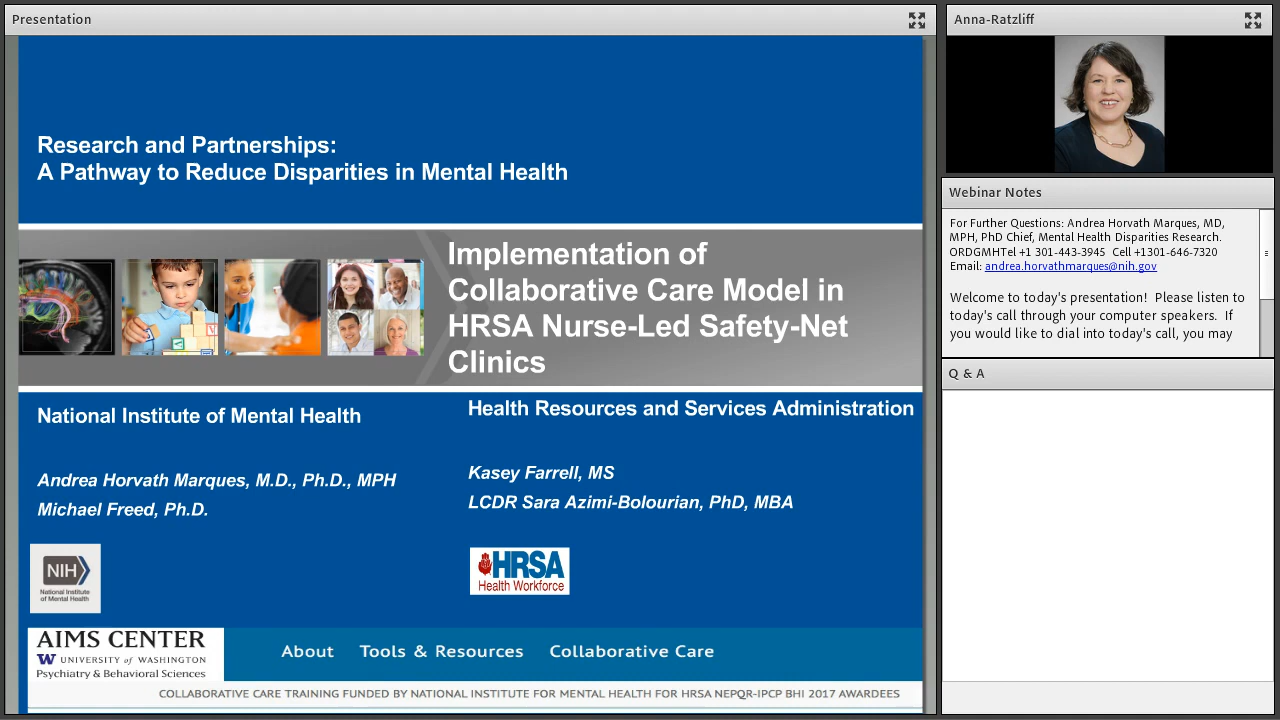 Presentation
Research and Partnerships:
A Pathway to Reduce Disparities in Mental Health
Implementation of
Collaborative Care Model in
HRSA Nurse-Led Safety-Net
Clinics
National Institute of Mental Health
Andrea Horvath Marques, M.D., Ph.D., MPH
Michael Freed, Ph.D.
Health Resources and Services Administration
Kasey Farrell, MS
LCDR Sara Azimi-Bolourian, PhD, MBA
NIH
National Institute
of Mental Health
HRSA
Health Workforce
AIMS CENTER
W UNIVERSITY of WASHINGTON
Psychiatry & Behavioral Sciences
About Tools & Resources Collaborative Care
COLLABORATIVE CARE TRAINING FUNDED BY NATIONAL INSTITUTE FOR MENTAL HEALTH FOR HRSA NEPQR-IPCP BHI 2017 AWARDEES
Anna-Ratzliff
Webinar Notes
For Further Questions: Andrea Horvath Marques, MD,
MPH, PhD Chief, Mental Health Disparities Research.
ORDGMHTel +1 301-443-3945 Cell +1301-646-7320
Email: andrea.horvathmarques@nih.gov
Welcome to today's presentation! Please listen to
today's call through your computer speakers. If
you would like to dial into today's call, you may
Q & A